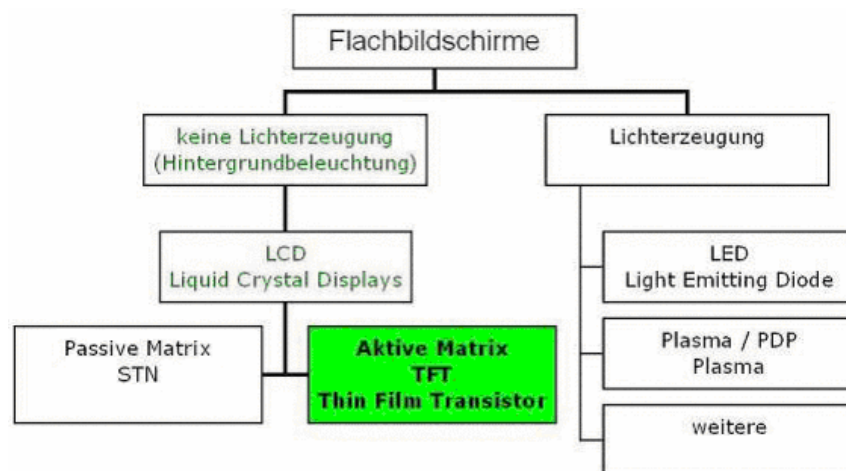 Flachbildschirme
keine Lichterzeugung
(Hintergrundbeleuchtung)
Lichterzeugung
LCD
Liquid Crystal Displays
LED
Light Emitting Diode
Passive Matrix
STN
Aktive Matrix
TFT
Thin Film Transistor
Plasma / PDP
Plasma
weitere